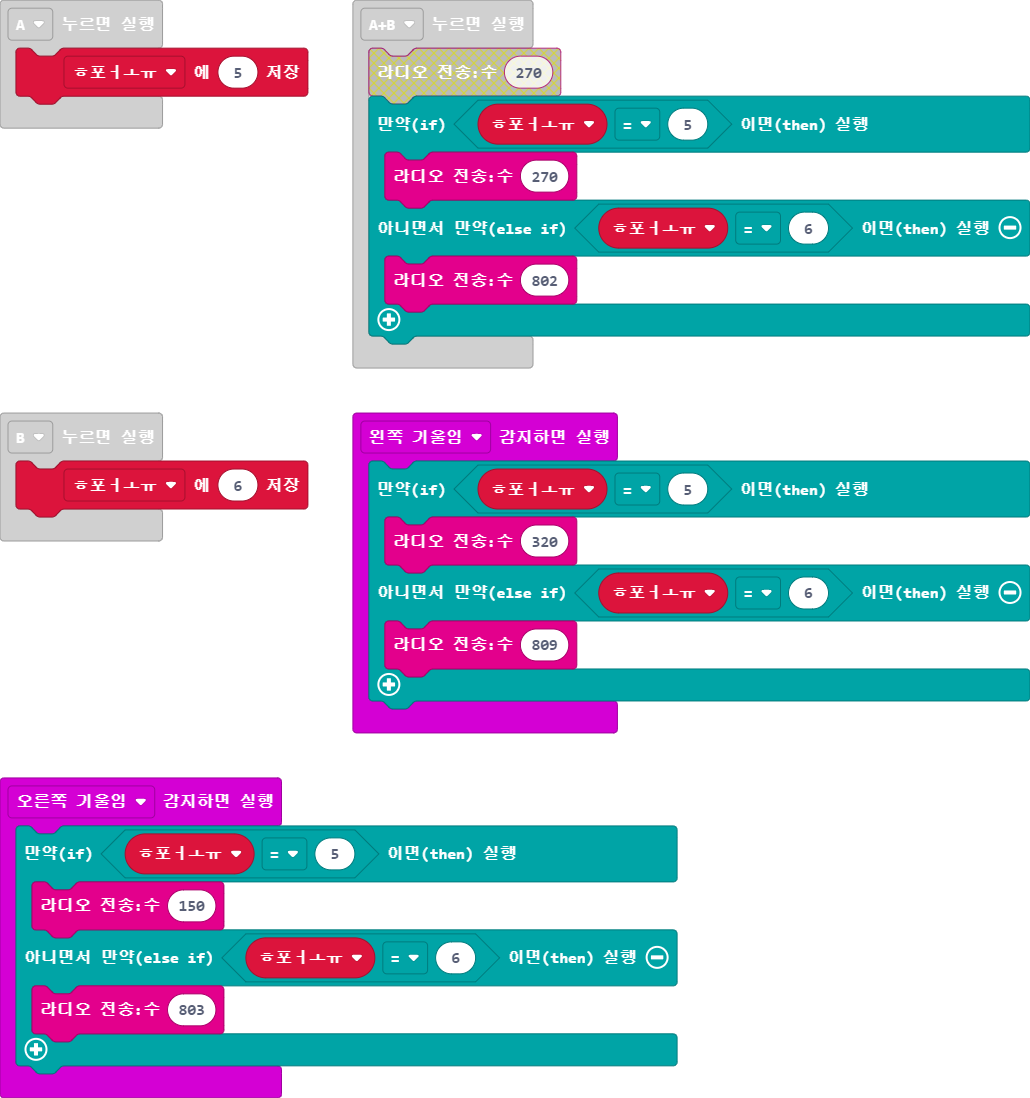 A 누르면 실행
ㅎ포ㅓㅗㅠ 에 5 저장
A+B 누르면 실행
라디오 전송:수 270
만약(if) ㅎ포ㅓㅗㅠ = 5 이면(then) 실행
라디오 전송:수 270
아니면서 만약(else if) ㅎ포ㅓㅗㅠ = 6 이면(then) 실행
라디오 전송:수 802
B 누르면 실행
ㅎ포ㅓㅗㅠ 에 6 저장
왼쪽 기울임 감지하면 실행
만약(if) ㅎ포ㅓㅗㅠ = 5 이면(then) 실행
라디오 전송:수 320
아니면서 만약(else if) ㅎ포ㅓㅗㅠ = 6 이면(then) 실행
라디오 전송:수 809
오른쪽 기울임 감지하면 실행
만약(if) ㅎ포ㅓㅗㅠ = 5 이면(then) 실행
라디오 전송:수 150
아니면서 만약(else if) ㅎ포ㅓㅗㅠ = 6 이면(then) 실행
라디오 전송:수 803